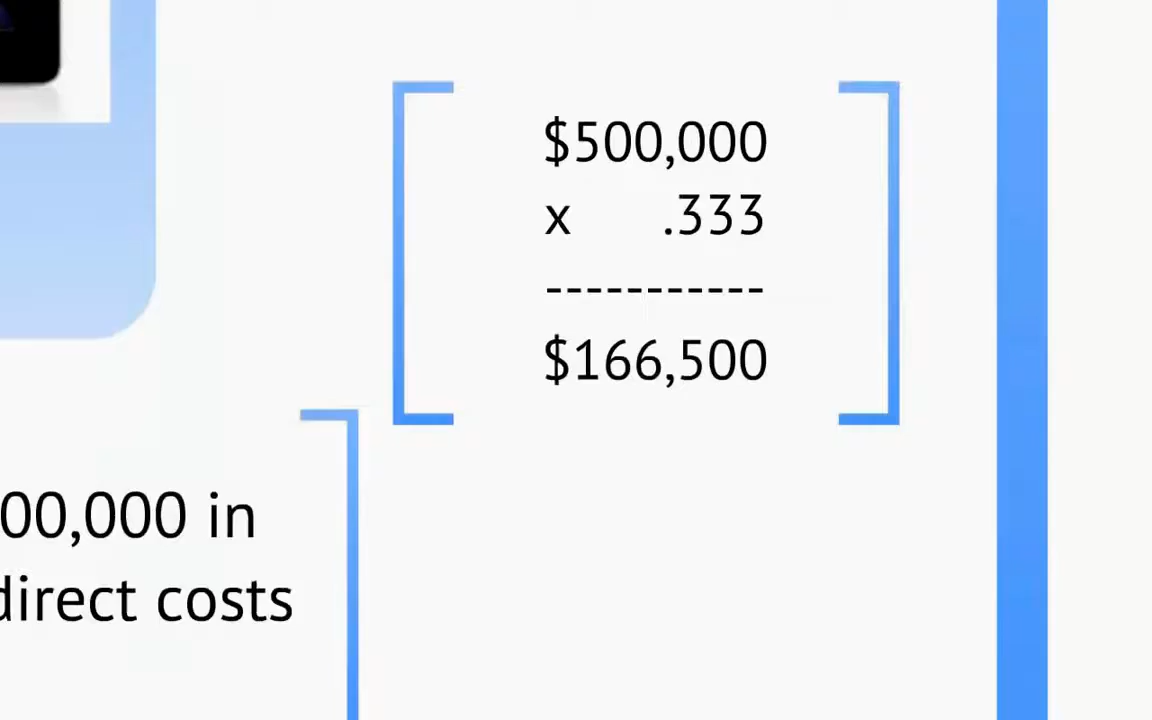 $500,000
x .333
-----------
$166,500
00,000 in
direct costs